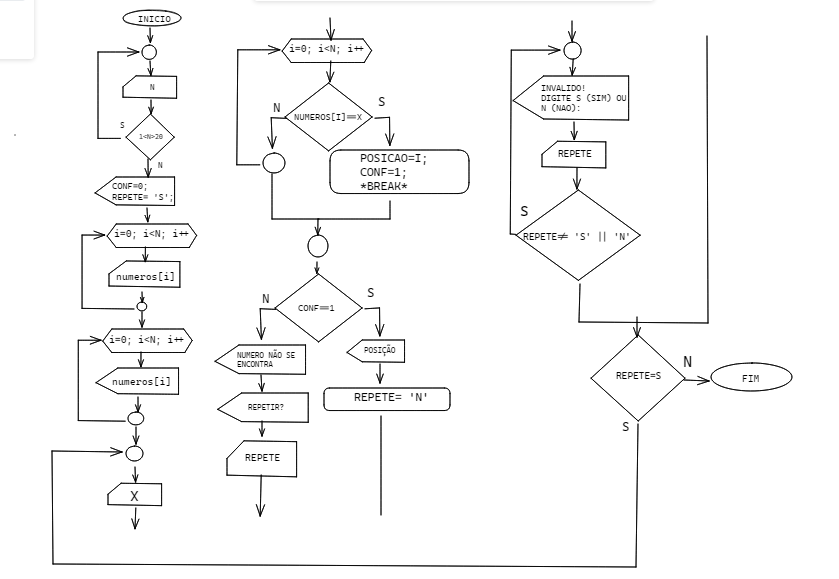 INICIO
N
S
1<N>20
N
CONF=0;
REPETE= 'S';
i=0; i<N; i++
numeros[i]
i=0; i<N; i++
numeros[i]
X
i=0; i<N; i++
N
S
NUMEROS[I]==X
POSICAO=I;
CONF=1;
*BREAK*
N
S
CONF==1
NUMERO NÃO SE
ENCONTRA
REPETIR?
REPETE
POSIÇÃO
REPETE= 'N'
INVALIDO!
DIGITE S (SIM) OU
N (NAO):
REPETE
S
REPETE≠ 'S' || 'N'
REPETE=S
N
FIM
S